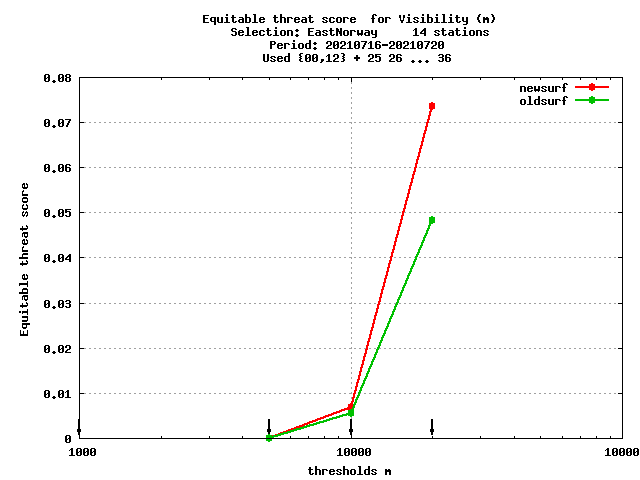 Equitable threat score  for Visibility (m)
Selection: EastNorway     14 stations
Period: 20210716-20210720
Used {00,12} + 25 26 ... 36
newsurf
oldsurf
0.08
0.07
0.06
0.05
0.04
0.03
0.02
0.01
0
Equitable threat score
1000
10000
10000
thresholds m